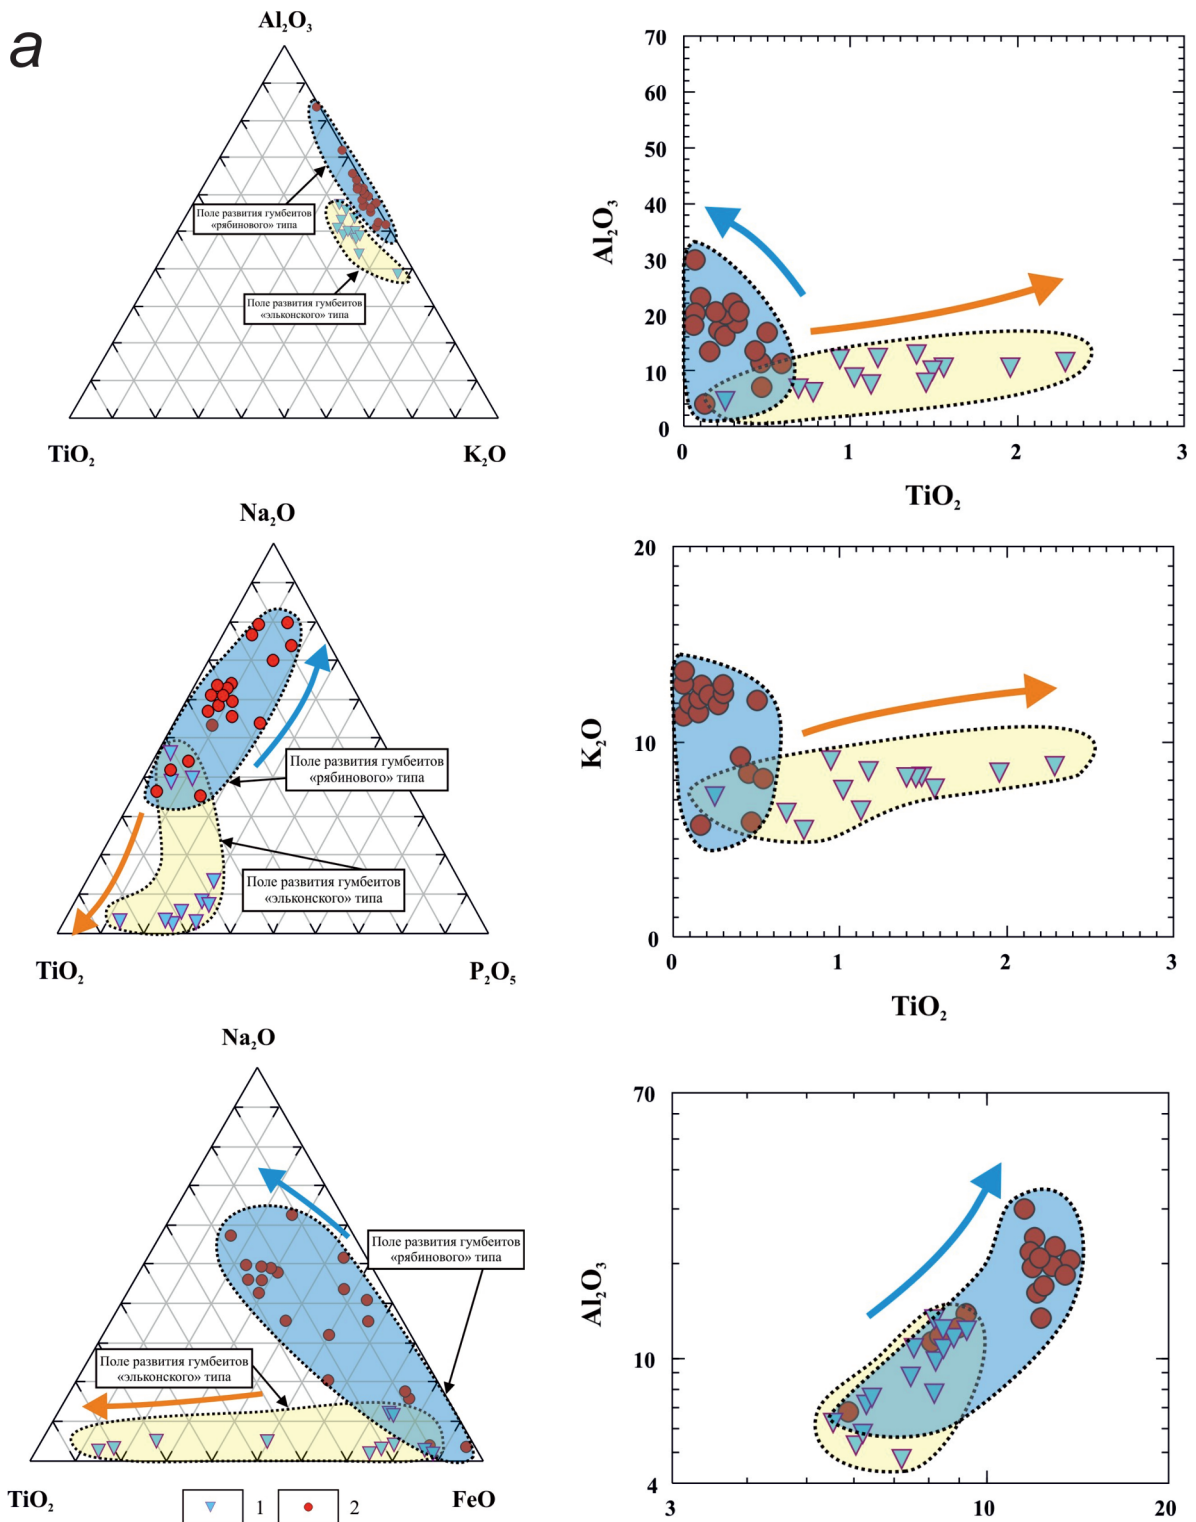 a
Al₂O₃
Поле развития гумбеитов
«рябинового» типа
Поле развития гумбеитов
«эльконского» типа
TiO₂
K₂O
70
60
50
40
30
20
10
0
Al₂O₃
0
1
2
3
TiO₂
Na₂O
Поле развития гумбеитов
«рябинового» типа
Поле развития гумбеитов
«эльконского» типа
TiO₂
P₂O₅
20
10
0
K₂O
0
1
2
3
TiO₂
Na₂O
Поле развития гумбеитов
«рябинового» типа
Поле развития гумбеитов
«эльконского» типа
TiO₂
FeO
1
2
70
10
4
Al₂O₃
3
10
20